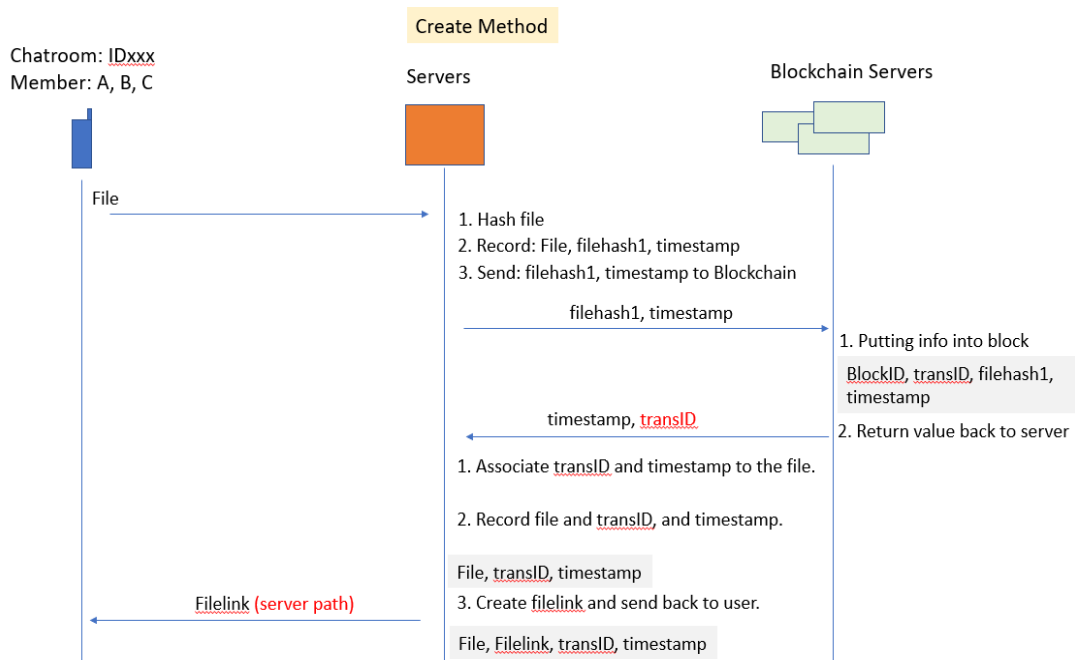 Create Method
Chatroom: IDxxx
Member: A, B, C
Servers
Blockchain Servers
File
1. Hash file
2. Record: File, filehash1, timestamp
3. Send: filehash1, timestamp to Blockchain
filehash1, timestamp
1. Putting info into block
BlockID, transID, filehash1,
timestamp
timestamp, transID
2. Return value back to server
1. Associate transID and timestamp to the file.
2. Record file and transID, and timestamp.
File, transID, timestamp
3. Create filelink and send back to user.
Filelink (server path)
File, Filelink, transID, timestamp